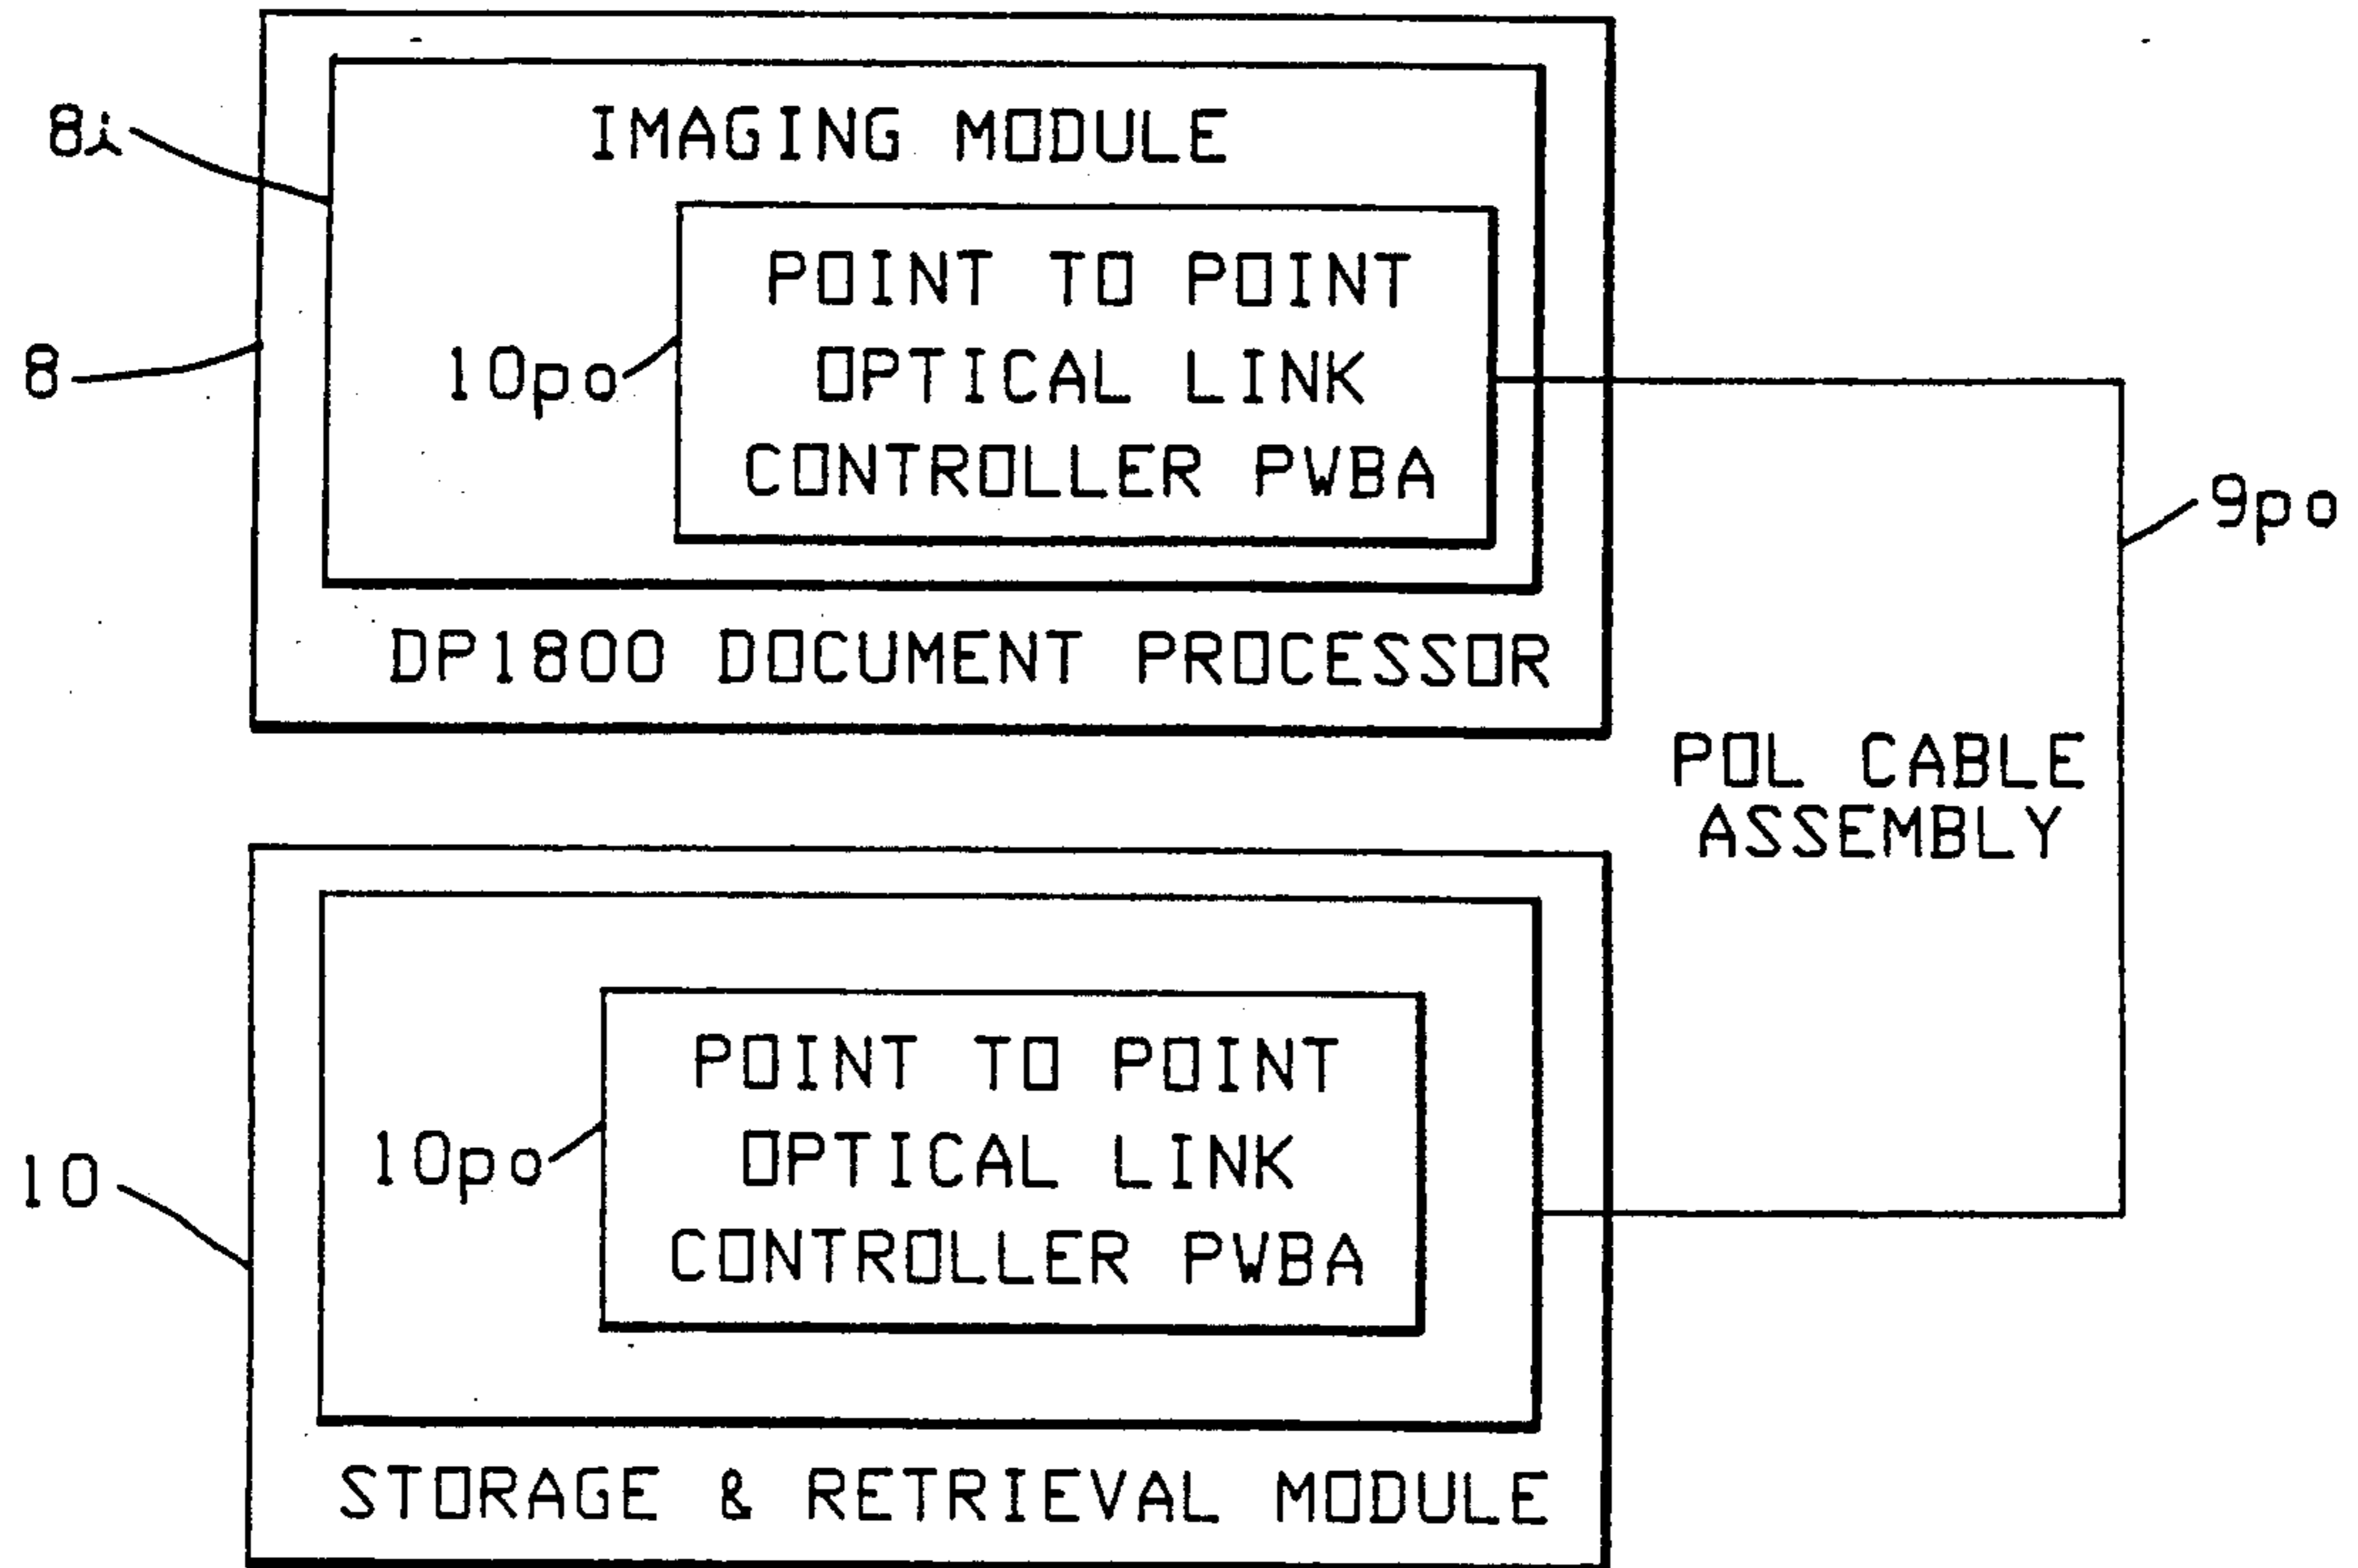 8i
IMAGING MODULE
8
10po
POINT TO POINT
OPTICAL LINK
CONTROLLER PWBA
9po
DP1800 DOCUMENT PROCESSOR
POL CABLE
ASSEMBLY
10
10po
POINT TO POINT
OPTICAL LINK
CONTROLLER PWBA
STORAGE & RETRIEVAL MODULE